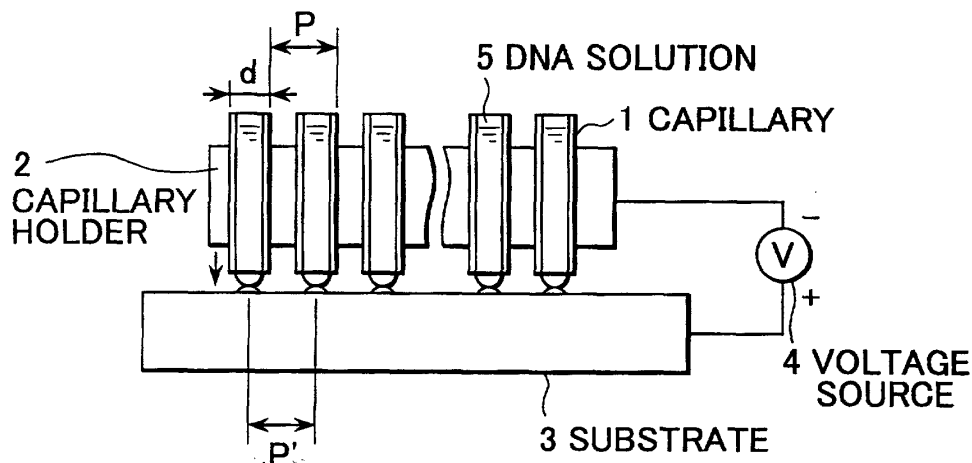 P
d
5 DNA SOLUTION
1 CAPILLARY
2
CAPILLARY
HOLDER
−
V
+
4 VOLTAGE
SOURCE
3 SUBSTRATE
P'